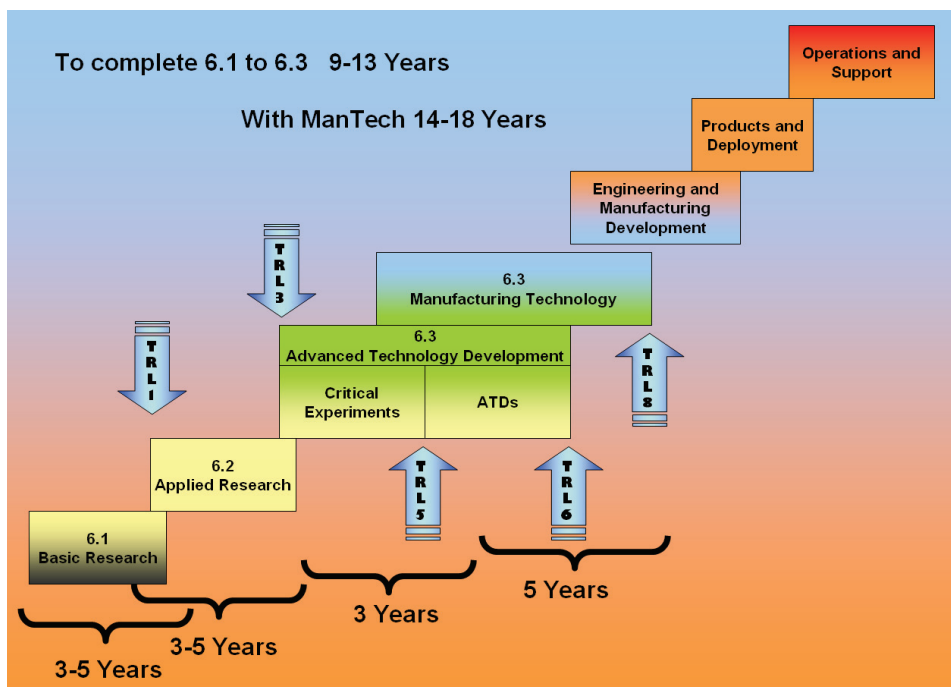 To complete 6.1 to 6.3 9-13 Years
With ManTech 14-18 Years
Operations and
Support
Products and
Deployment
Engineering and
Manufacturing
Development
TRL3
6.3
Manufacturing Technology
TRL1
6.3
Advanced Technology Development
Critical
Experiments
ATDs
TRL8
6.2
Applied Research
TRL5
TRL6
6.1
Basic Research
3-5 Years
3-5 Years
3 Years
5 Years